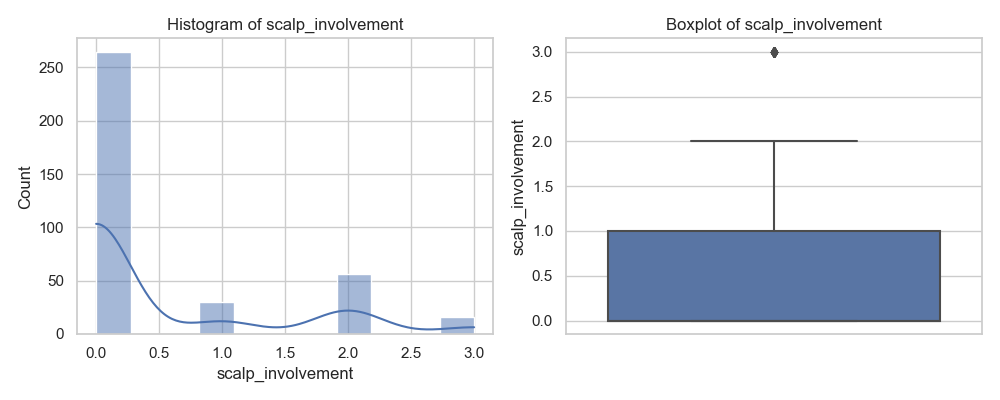 Histogram of scalp_involvement
250
200
150
100
50
0
Count
0.0 0.5 1.0 1.5 2.0 2.5 3.0
scalp_involvement
Boxplot of scalp_involvement
3.0
2.5
2.0
1.5
1.0
0.5
0.0
scalp_involvement